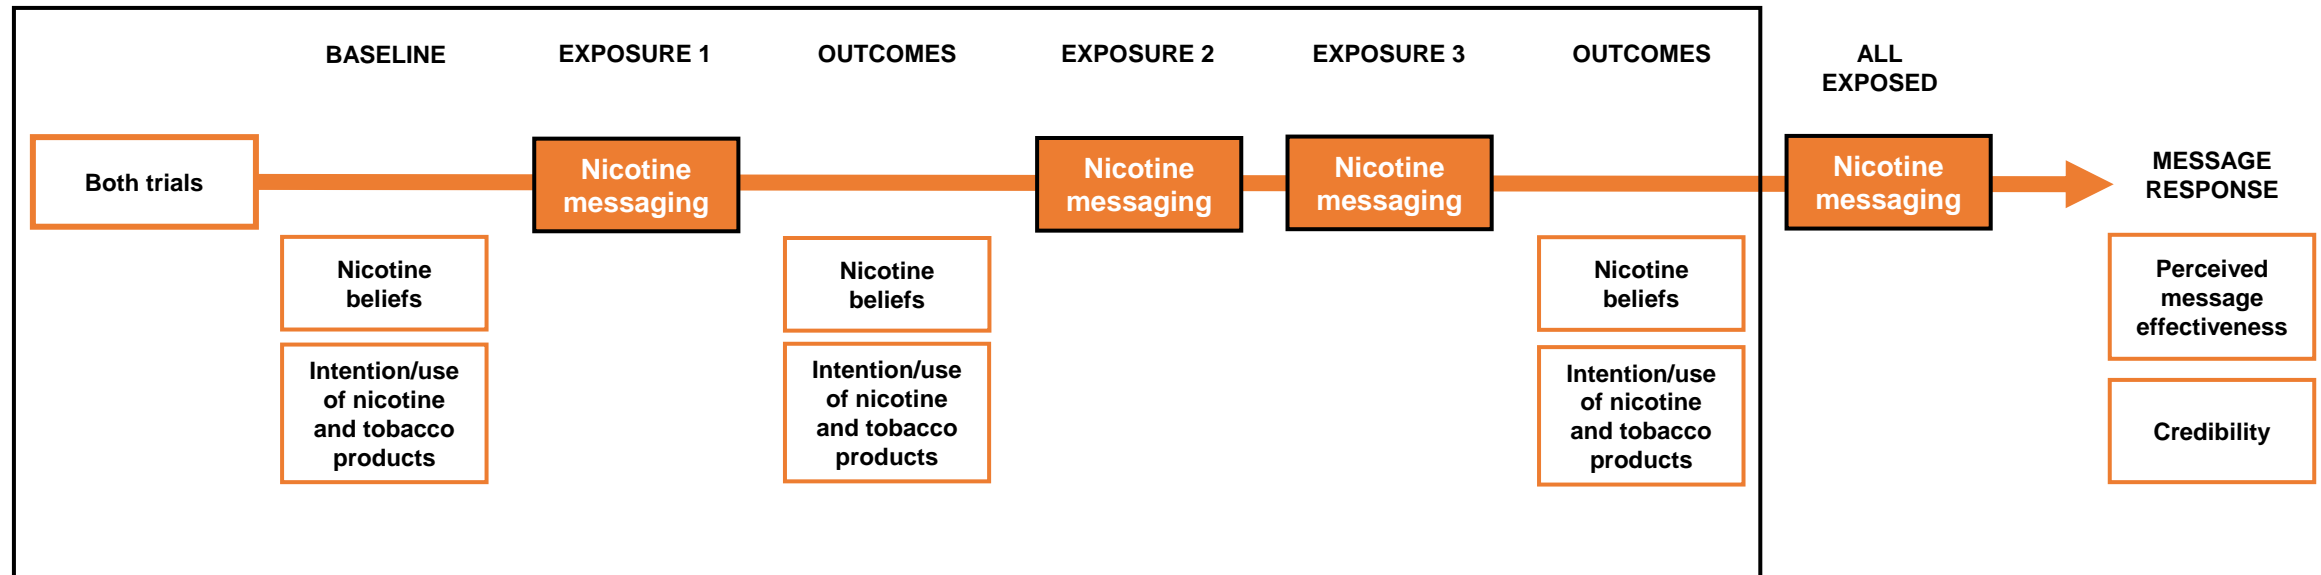 BASELINE
EXPOSURE 1
OUTCOMES
EXPOSURE 2
EXPOSURE 3
OUTCOMES
ALL
EXPOSED
Both trials
Nicotine
messaging
Nicotine
messaging
Nicotine
messaging
Nicotine
messaging
MESSAGE
RESPONSE
Nicotine
beliefs
Intention/use
of nicotine
and tobacco
products
Nicotine
beliefs
Intention/use
of nicotine
and tobacco
products
Nicotine
beliefs
Intention/use
of nicotine
and tobacco
products
Perceived
message
effectiveness
Credibility